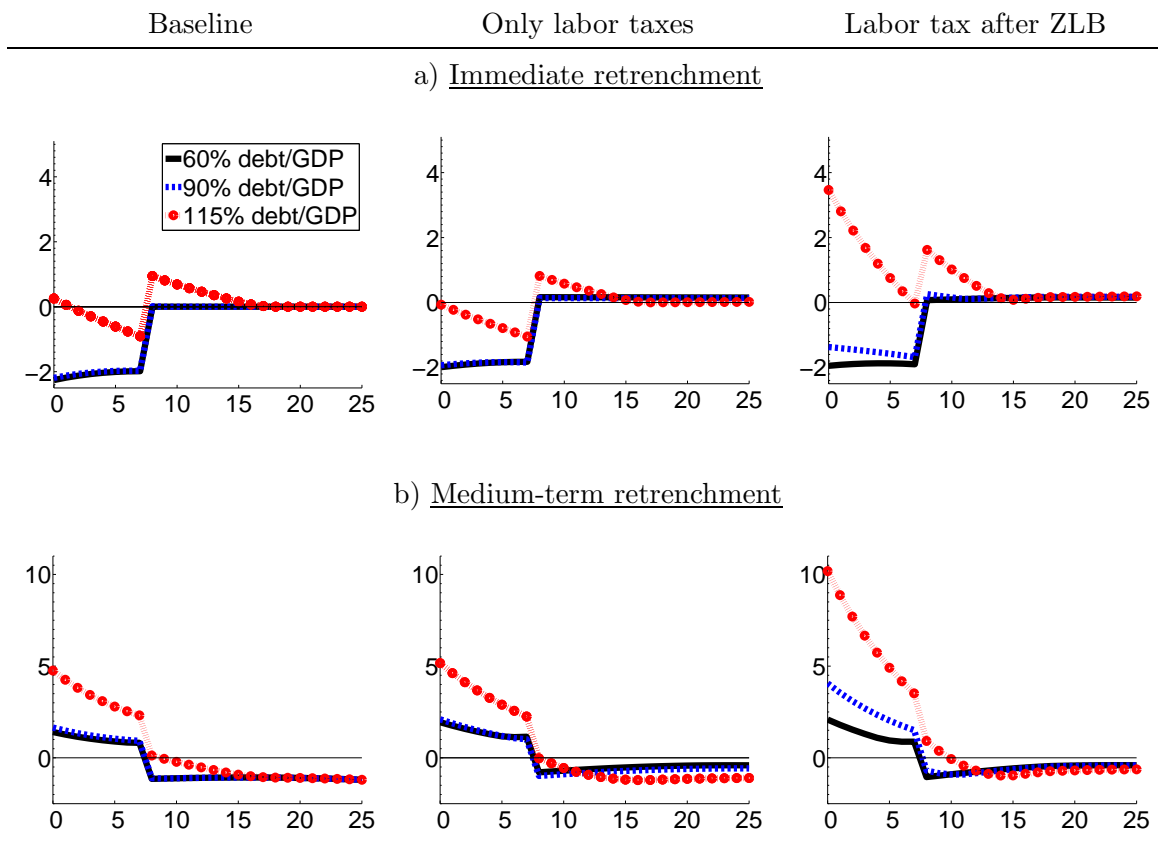 Baseline Only labor taxes Labor tax after ZLB
a) Immediate retrenchment
60% debt/GDP
90% debt/GDP
115% debt/GDP
4
2
0
−2
0 5 10 15 20 25
4
2
0
−2
0 5 10 15 20 25
4
2
0
−2
0 5 10 15 20 25
b) Medium-term retrenchment
10
5
0
0 5 10 15 20 25
10
5
0
0 5 10 15 20 25
10
5
0
0 5 10 15 20 25